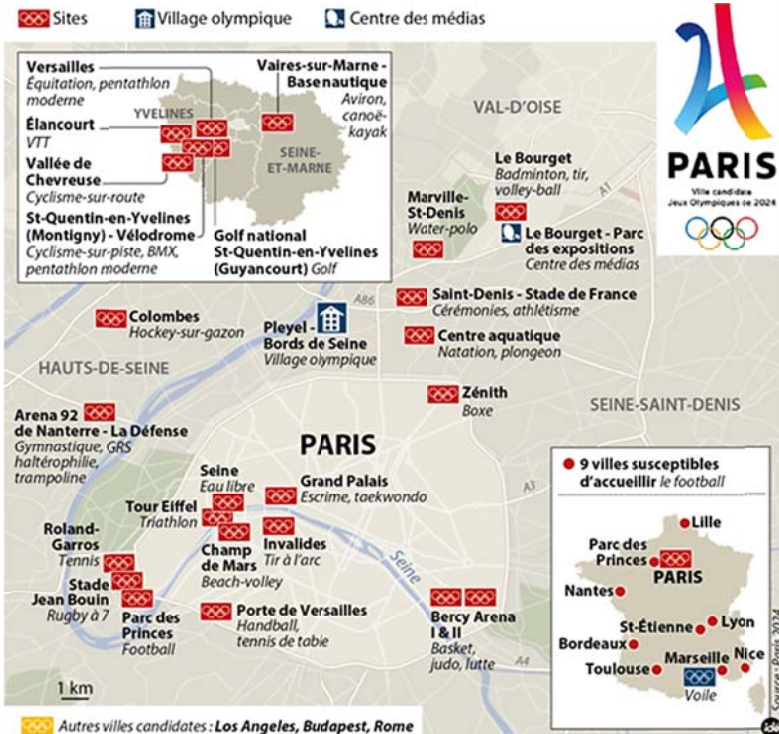 Sites
Village olympique
Centre des médias
Versailles
Équitation, pentathlon
moderne
YVELINES
Élancourt
VTT
Vallée de
Chevreuse
Cyclisme-sur-route
St-Quentin-en-Yvelines
(Montigny) - Vélodrome
Cyclisme-sur-piste, BMX,
pentathlon moderne
Vaires-sur-Marne -
Base nautique
Aviron,
canoë-
kayak
SEINE-
ET-MARNE
Golf national
St-Quentin-en-Yvelines
(Guyancourt) Golf
VAL-D'OISE
PARIS
Ville candidate
Jeux Olympiques de 2024
Le Bourget
Badminton, tir,
volley-ball
A1
Marville-
St-Denis
Water-polo
Le Bourget - Parc
des expositions
Centre des médias
A86
Saint-Denis - Stade de France
Cérémonies, athlétisme
Colombes
Hockey-sur-gazon
Pleyel -
Bords de Seine
Village olympique
Centre aquatique
Natation, plongeon
HAUTS-DE-SEINE
Zénith
Boxe
SEINE-SAINT-DENIS
Arena 92
de Nanterre - La Défense
Gymnastique, GRS
haltérophilie,
trampoline
PARIS
Seine
Eau libre
Tour Eiffel
Triathlon
Grand Palais
Escrime, taekwondo
A3
Champ
de Mars
Beach-volley
Invalides
Tir à l'arc
Seine
Roland-
Garros
Tennis
Stade
Jean Bouin
Rugby à 7
Parc des
Princes
Football
Porte de Versailles
Handball,
tennis de table
Bercy Arena
I & II
Basket,
judo, lutte
A4
1 km
9 villes susceptibles
d'accueillir le football
Lille
Parc des
Princes
PARIS
Nantes
Lyon
St-Étienne
Bordeaux
Toulouse
Marseille
Nice
Voile
Source : Paris 2024
Autres villes candidates : Los Angeles, Budapest, Rome
idé